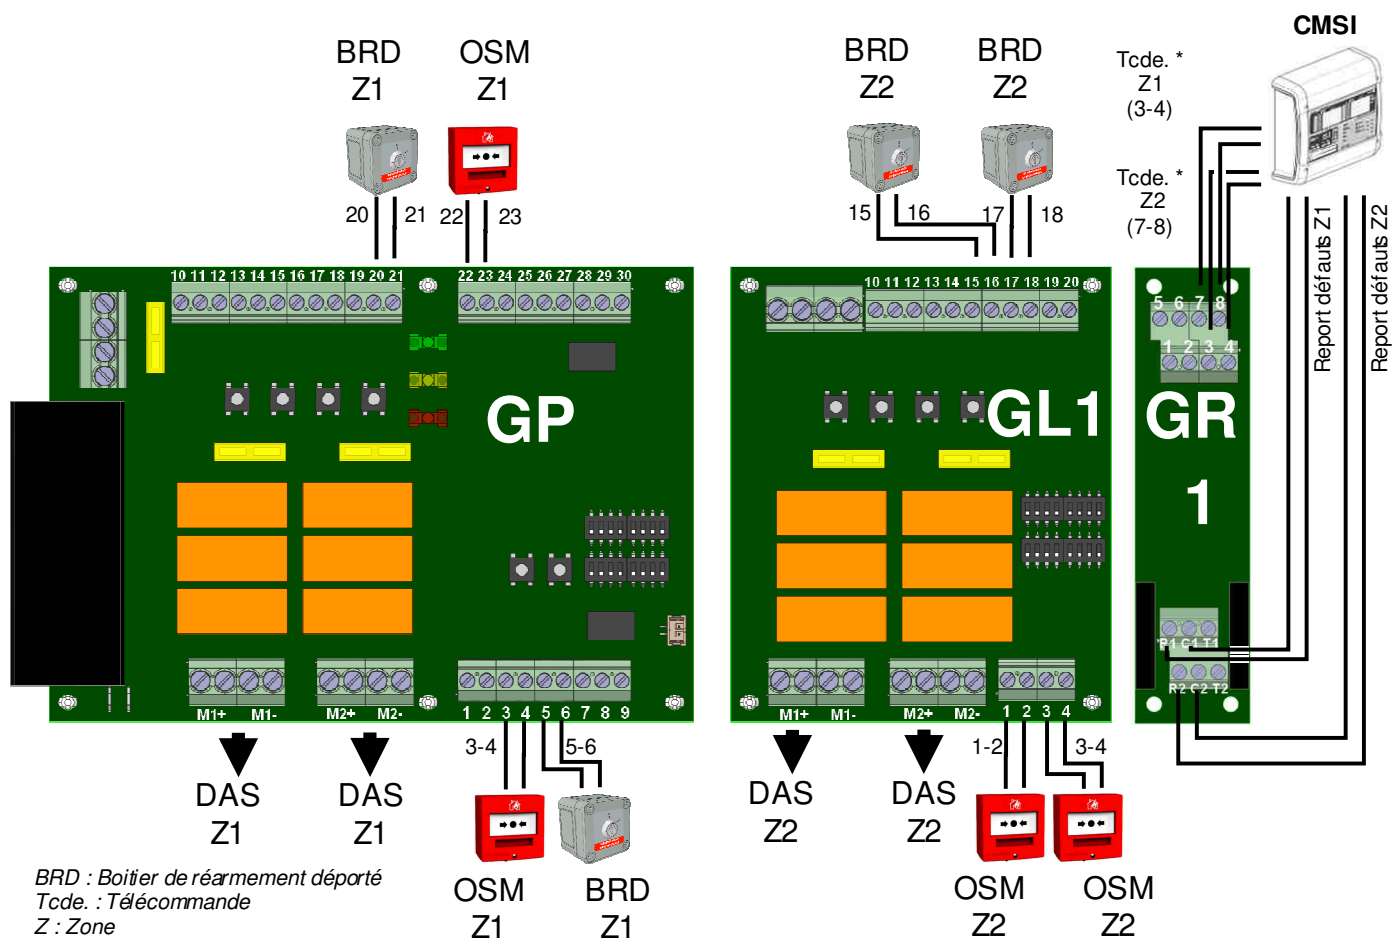 CMSI
BRD
Z1
OSM
Z1
BRD
Z2
BRD
Z2
Tcde. *
Z1
(3-4)
Tcde. *
Z2
(7-8)
20 21 22 23
15 16 17 18
Report défauts Z1
Report défauts Z2
10 11 12 13 14 15 16 17 18 19 20 21
22 23 24 25 26 27 28 29 30
10 11 12 13 14 15 16 17 18 19 20
5 6 7 8
1 2 3 4
GP
GL1
GR
1
R1 C1 T1
R2 C2 T2
M1+ M1-
M2+ M2-
1 2 3 4 5 6 7 8 9
M1+ M1-
M2+ M2-
1 2 3 4
3-4
5-6
1-2
3-4
DAS
Z1
DAS
Z1
DAS
Z2
DAS
Z2
OSM
Z1
BRD
Z1
OSM
Z2
OSM
Z2
BRD : Boitier de réarmement déporté
Tcde. : Télécommande
Z : Zone